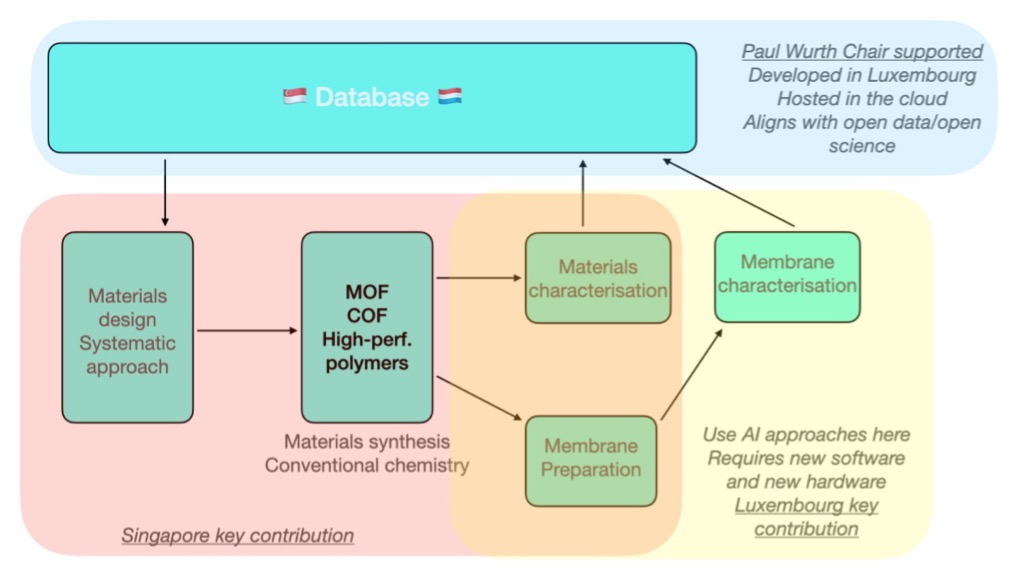 🇸🇬 Database 🇱🇺
Paul Wurth Chair supported
Developed in Luxembourg
Hosted in the cloud
Aligns with open data/open
science
Materials
design
Systematic
approach
MOF
COF
High-perf.
polymers
Materials synthesis
Conventional chemistry
Materials
characterisation
Membrane
characterisation
Membrane
Preparation
Use AI approaches here
Requires new software
and new hardware
Luxembourg key
contribution
Singapore key contribution